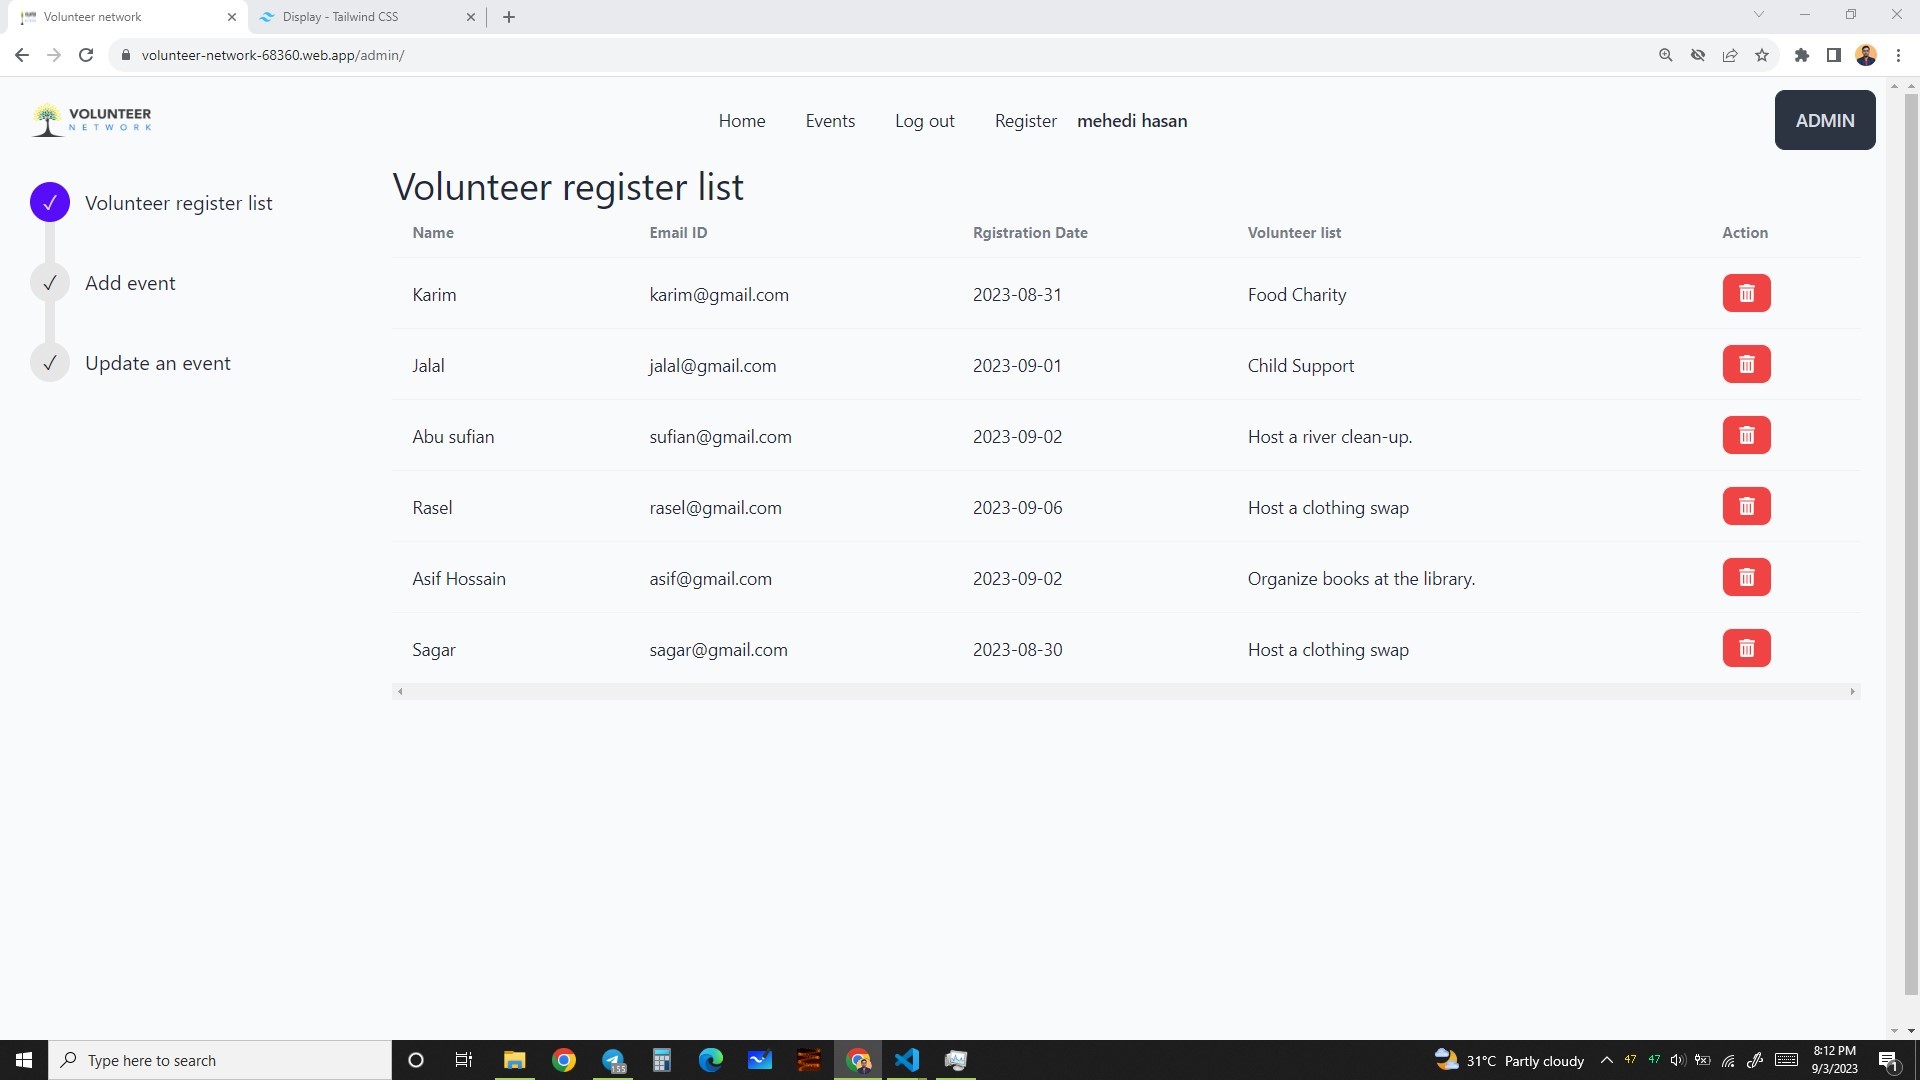 Volunteer network
Display - Tailwind CSS
volunteer-network-68360.web.app/admin/
VOLUNTEER
NETWORK
Home Events Log out Register mehedi hasan
ADMIN
Volunteer register list
Add event
Update an event
Volunteer register list
Name Email ID Rgistration Date Volunteer list Action
Karim karim@gmail.com 2023-08-31 Food Charity
Jalal jalal@gmail.com 2023-09-01 Child Support
Abu sufian sufian@gmail.com 2023-09-02 Host a river clean-up.
Rasel rasel@gmail.com 2023-09-06 Host a clothing swap
Asif Hossain asif@gmail.com 2023-09-02 Organize books at the library.
Sagar sagar@gmail.com 2023-08-30 Host a clothing swap
Type here to search
155
31°C Partly cloudy
47 47
8:12 PM
9/3/2023
1